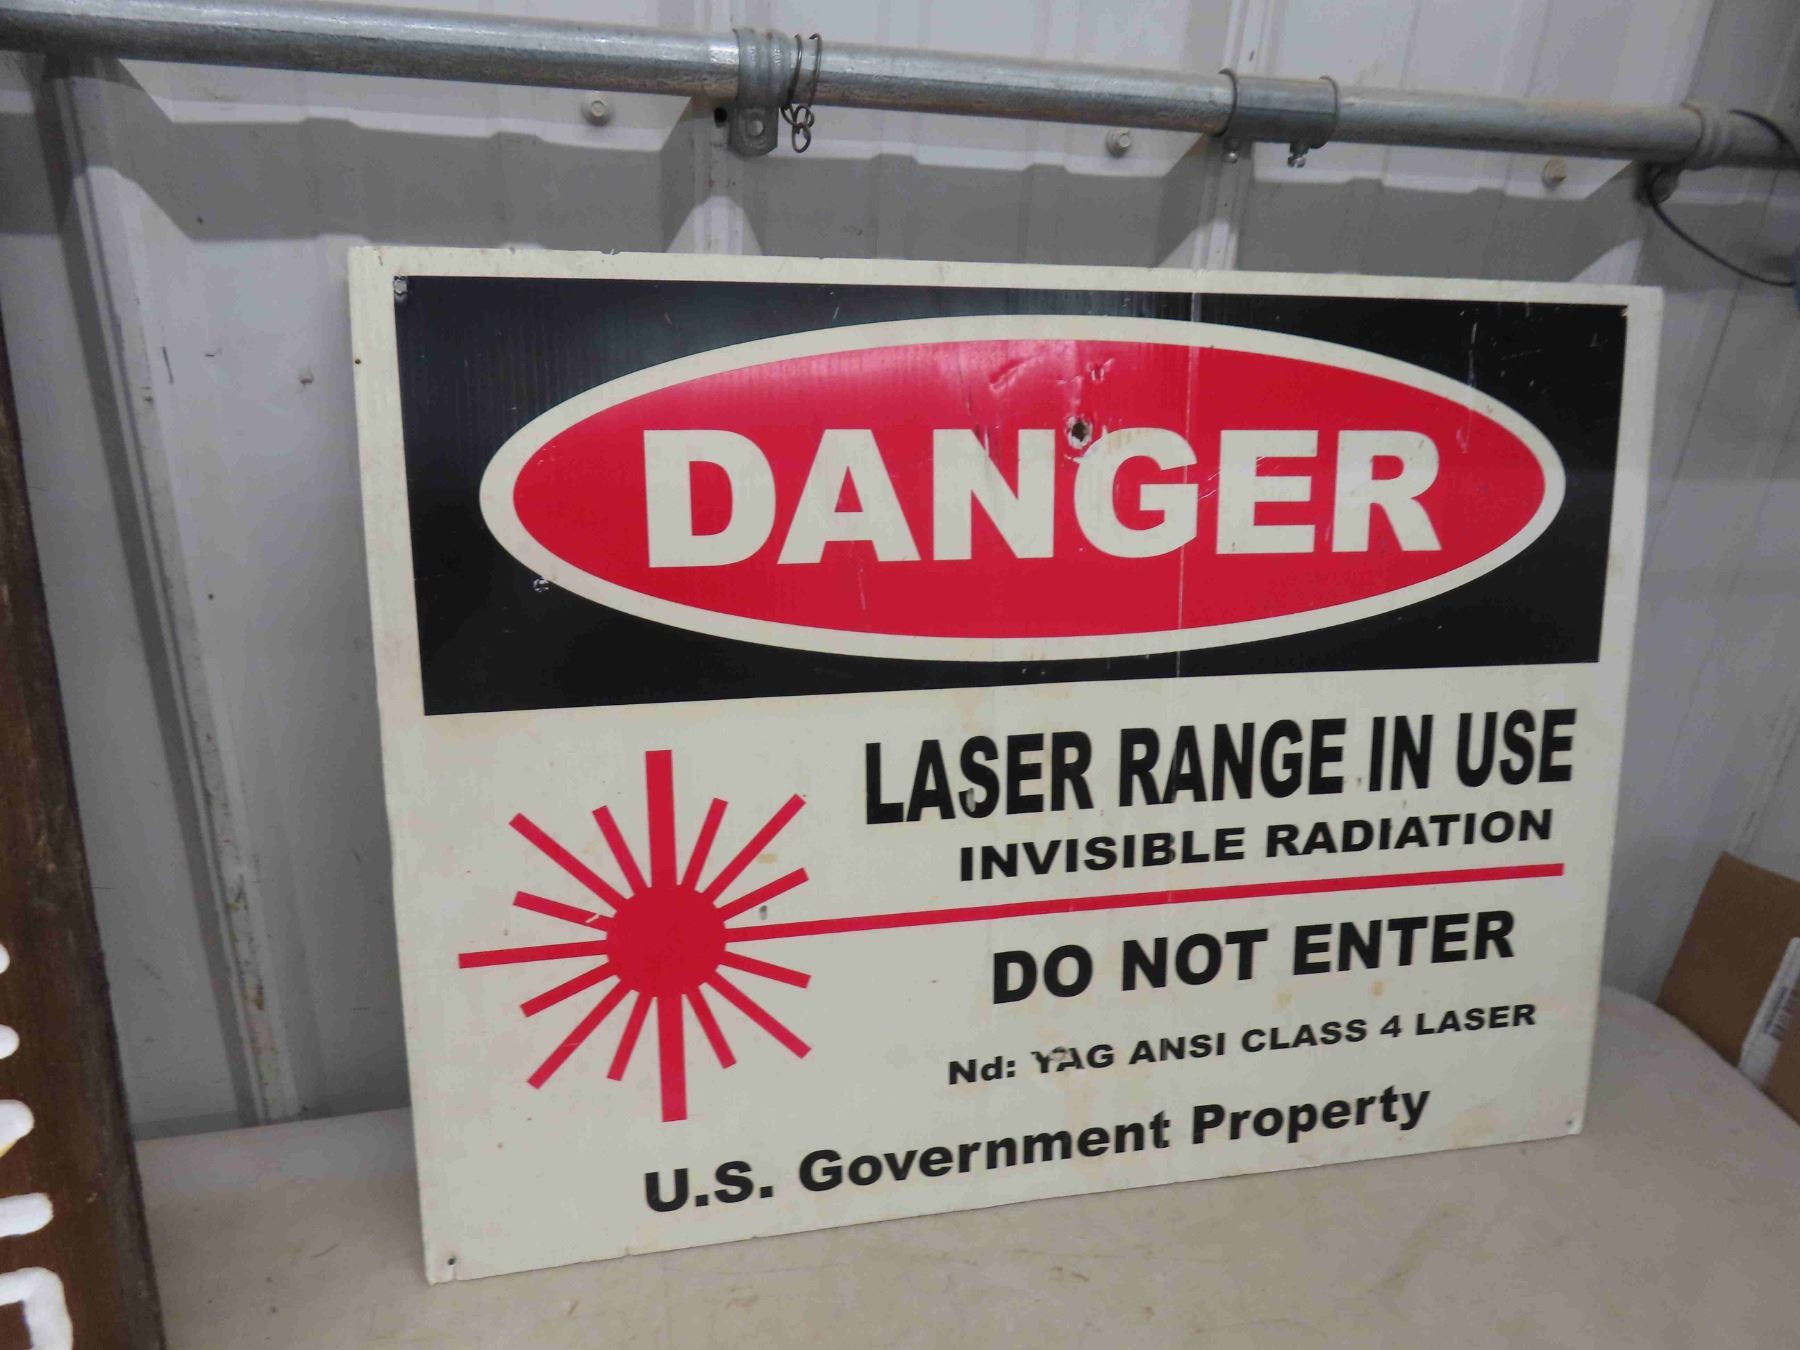 DANGER
LASER RANGE IN USE
INVISIBLE RADIATION
DO NOT ENTER
Nd: YAG ANSI CLASS 4 LASER
U.S. Government Property